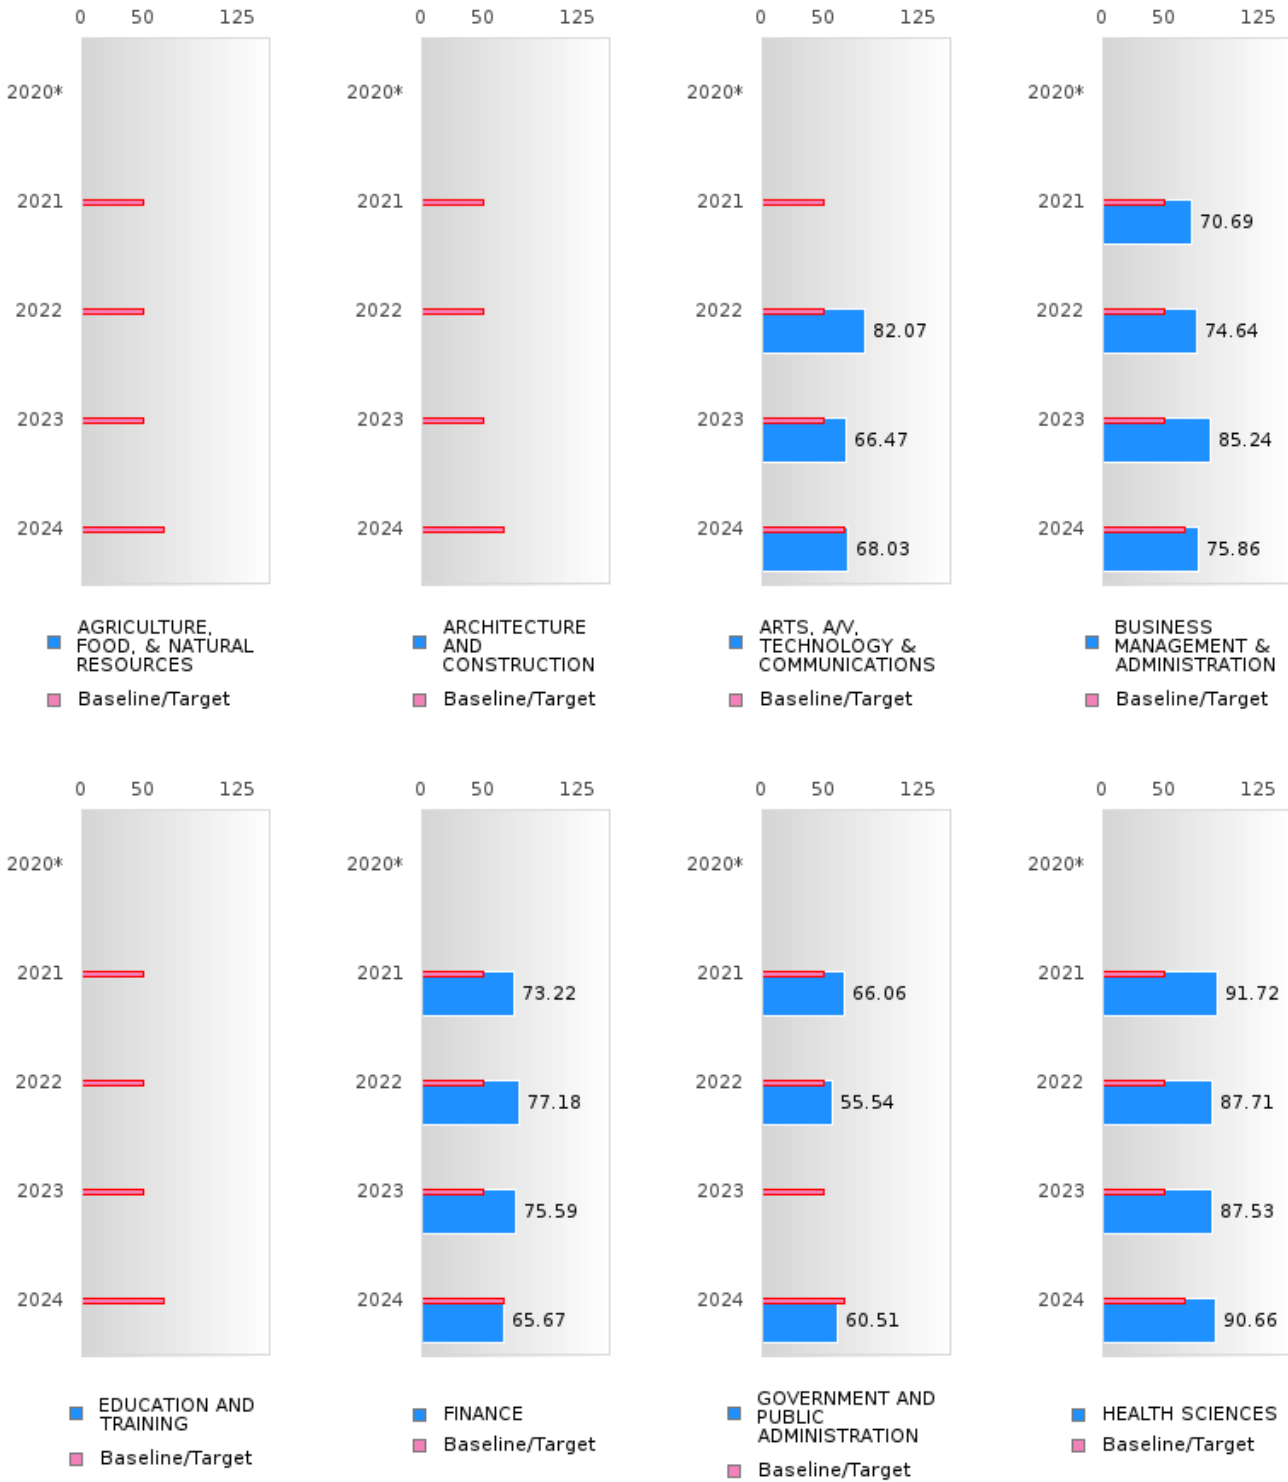 0 50 125 0 50 125 0 50 125 0 50 125
2020* 2020* 2020* 2020*
2021 2021 2021 2021 70.69
2022 2022 2022 82.07 2022 74.64
2023 2023 2023 66.47 2023 85.24
2024 2024 2024 68.03 2024 75.86
AGRICULTURE,
FOOD, & NATURAL
RESOURCES
Baseline/Target
ARCHITECTURE
AND
CONSTRUCTION
Baseline/Target
ARTS, A/V,
TECHNOLOGY &
COMMUNICATIONS
Baseline/Target
BUSINESS
MANAGEMENT &
ADMINISTRATION
Baseline/Target
0 50 125 0 50 125 0 50 125 0 50 125
2020* 2020* 2020* 2020*
2021 2021 73.22 2021 66.06 2021 91.72
2022 2022 77.18 2022 55.54 2022 87.71
2023 2023 75.59 2023 2023 87.53
2024 2024 65.67 2024 60.51 2024 90.66
EDUCATION AND
TRAINING
Baseline/Target
FINANCE
Baseline/Target
GOVERNMENT AND
PUBLIC
ADMINISTRATION
Baseline/Target
HEALTH SCIENCES
Baseline/Target